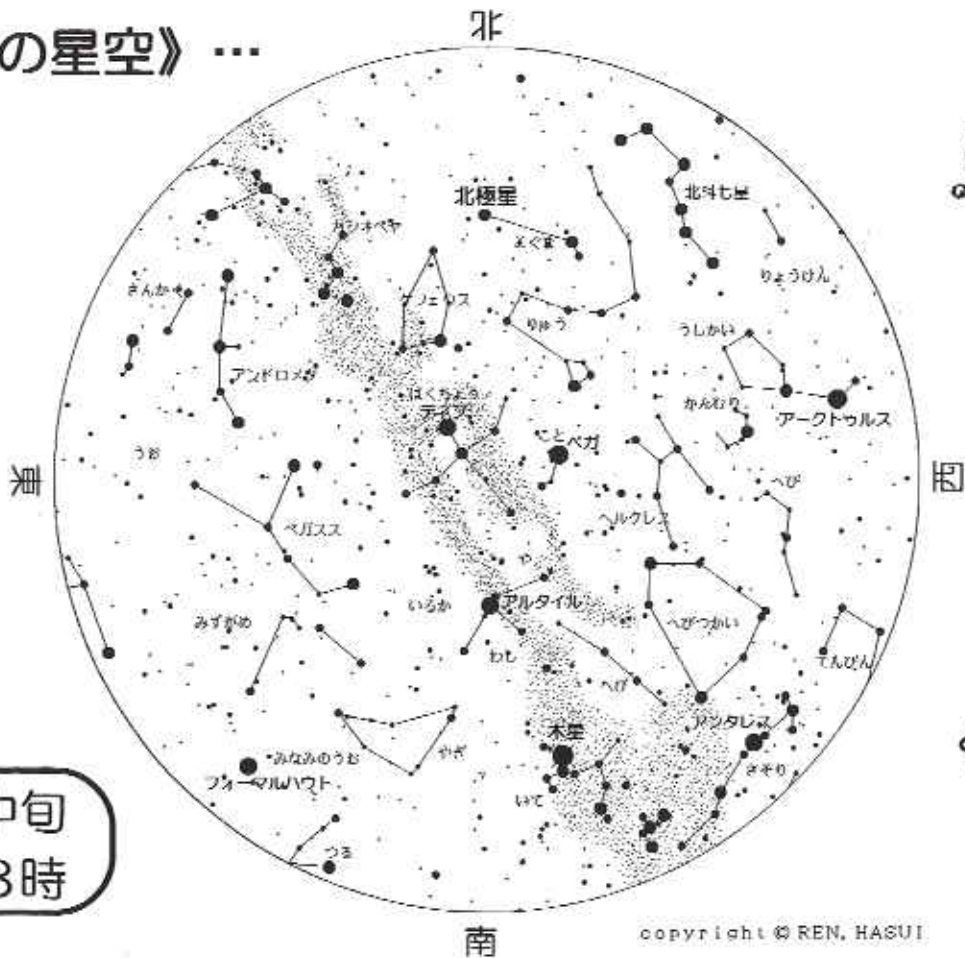 の星空》…
北
北極星
北斗七星
カシオペヤ
こぐま
りょうけん
さんかく
ケフェウス
りゅう
うしかい
アンドロメダ
はくちょう
デネブ
かんむり
アークトゥルス
うお
こと
ベガ
東
西
へび
ペガスス
ヘルクレス
や
いるか
アルタイル
みずがめ
へびつかい
わし
てんびん
へび
アンタレス
木星
みなみのうお
やぎ
さそり
フォーマルハウト
いて
中旬
つる
8時
南
copyright © REN, HASUI